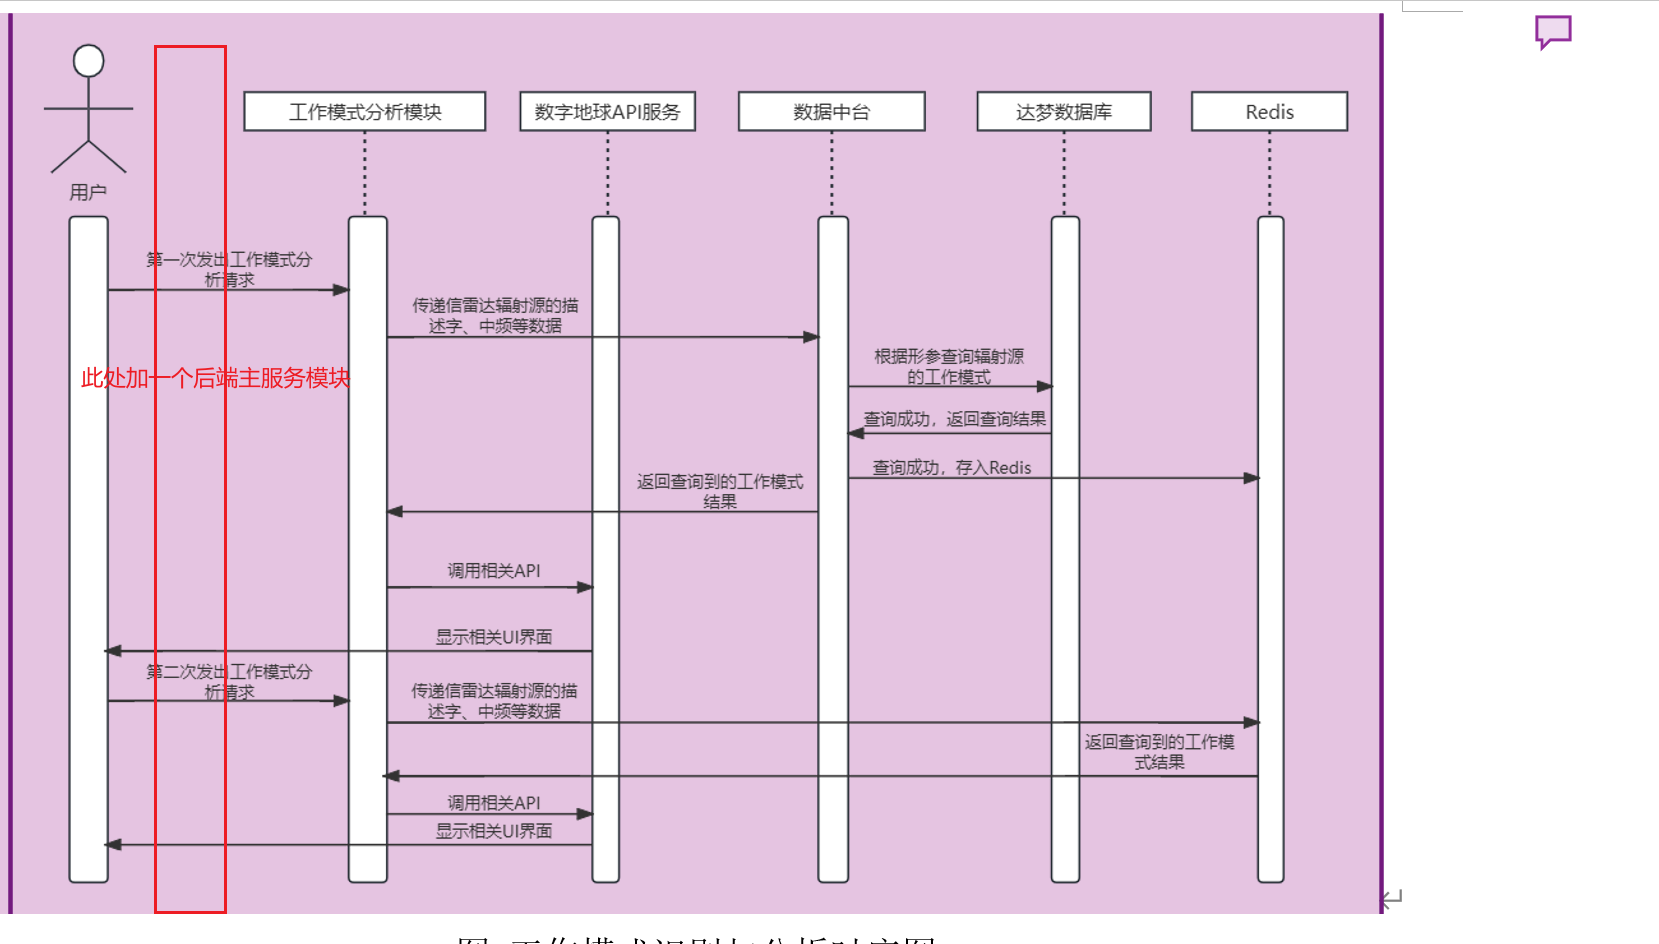 工作模式分析模块
数字地球API服务
数据中台
达梦数据库
Redis
用户
第一次发出工作模式分
析请求
传递信雷达辐射源的描
述字、中频等数据
根据形参查询辐射源
的工作模式
此处加一个后端主服务模块
查询成功，返回查询结果
查询成功，存入Redis
返回查询到的工作模式
结果
调用相关API
显示相关UI界面
第二次发出工作模式分
析请求
传递信雷达辐射源的描
述字、中频等数据
返回查询到的工作模
式结果
调用相关API
显示相关UI界面